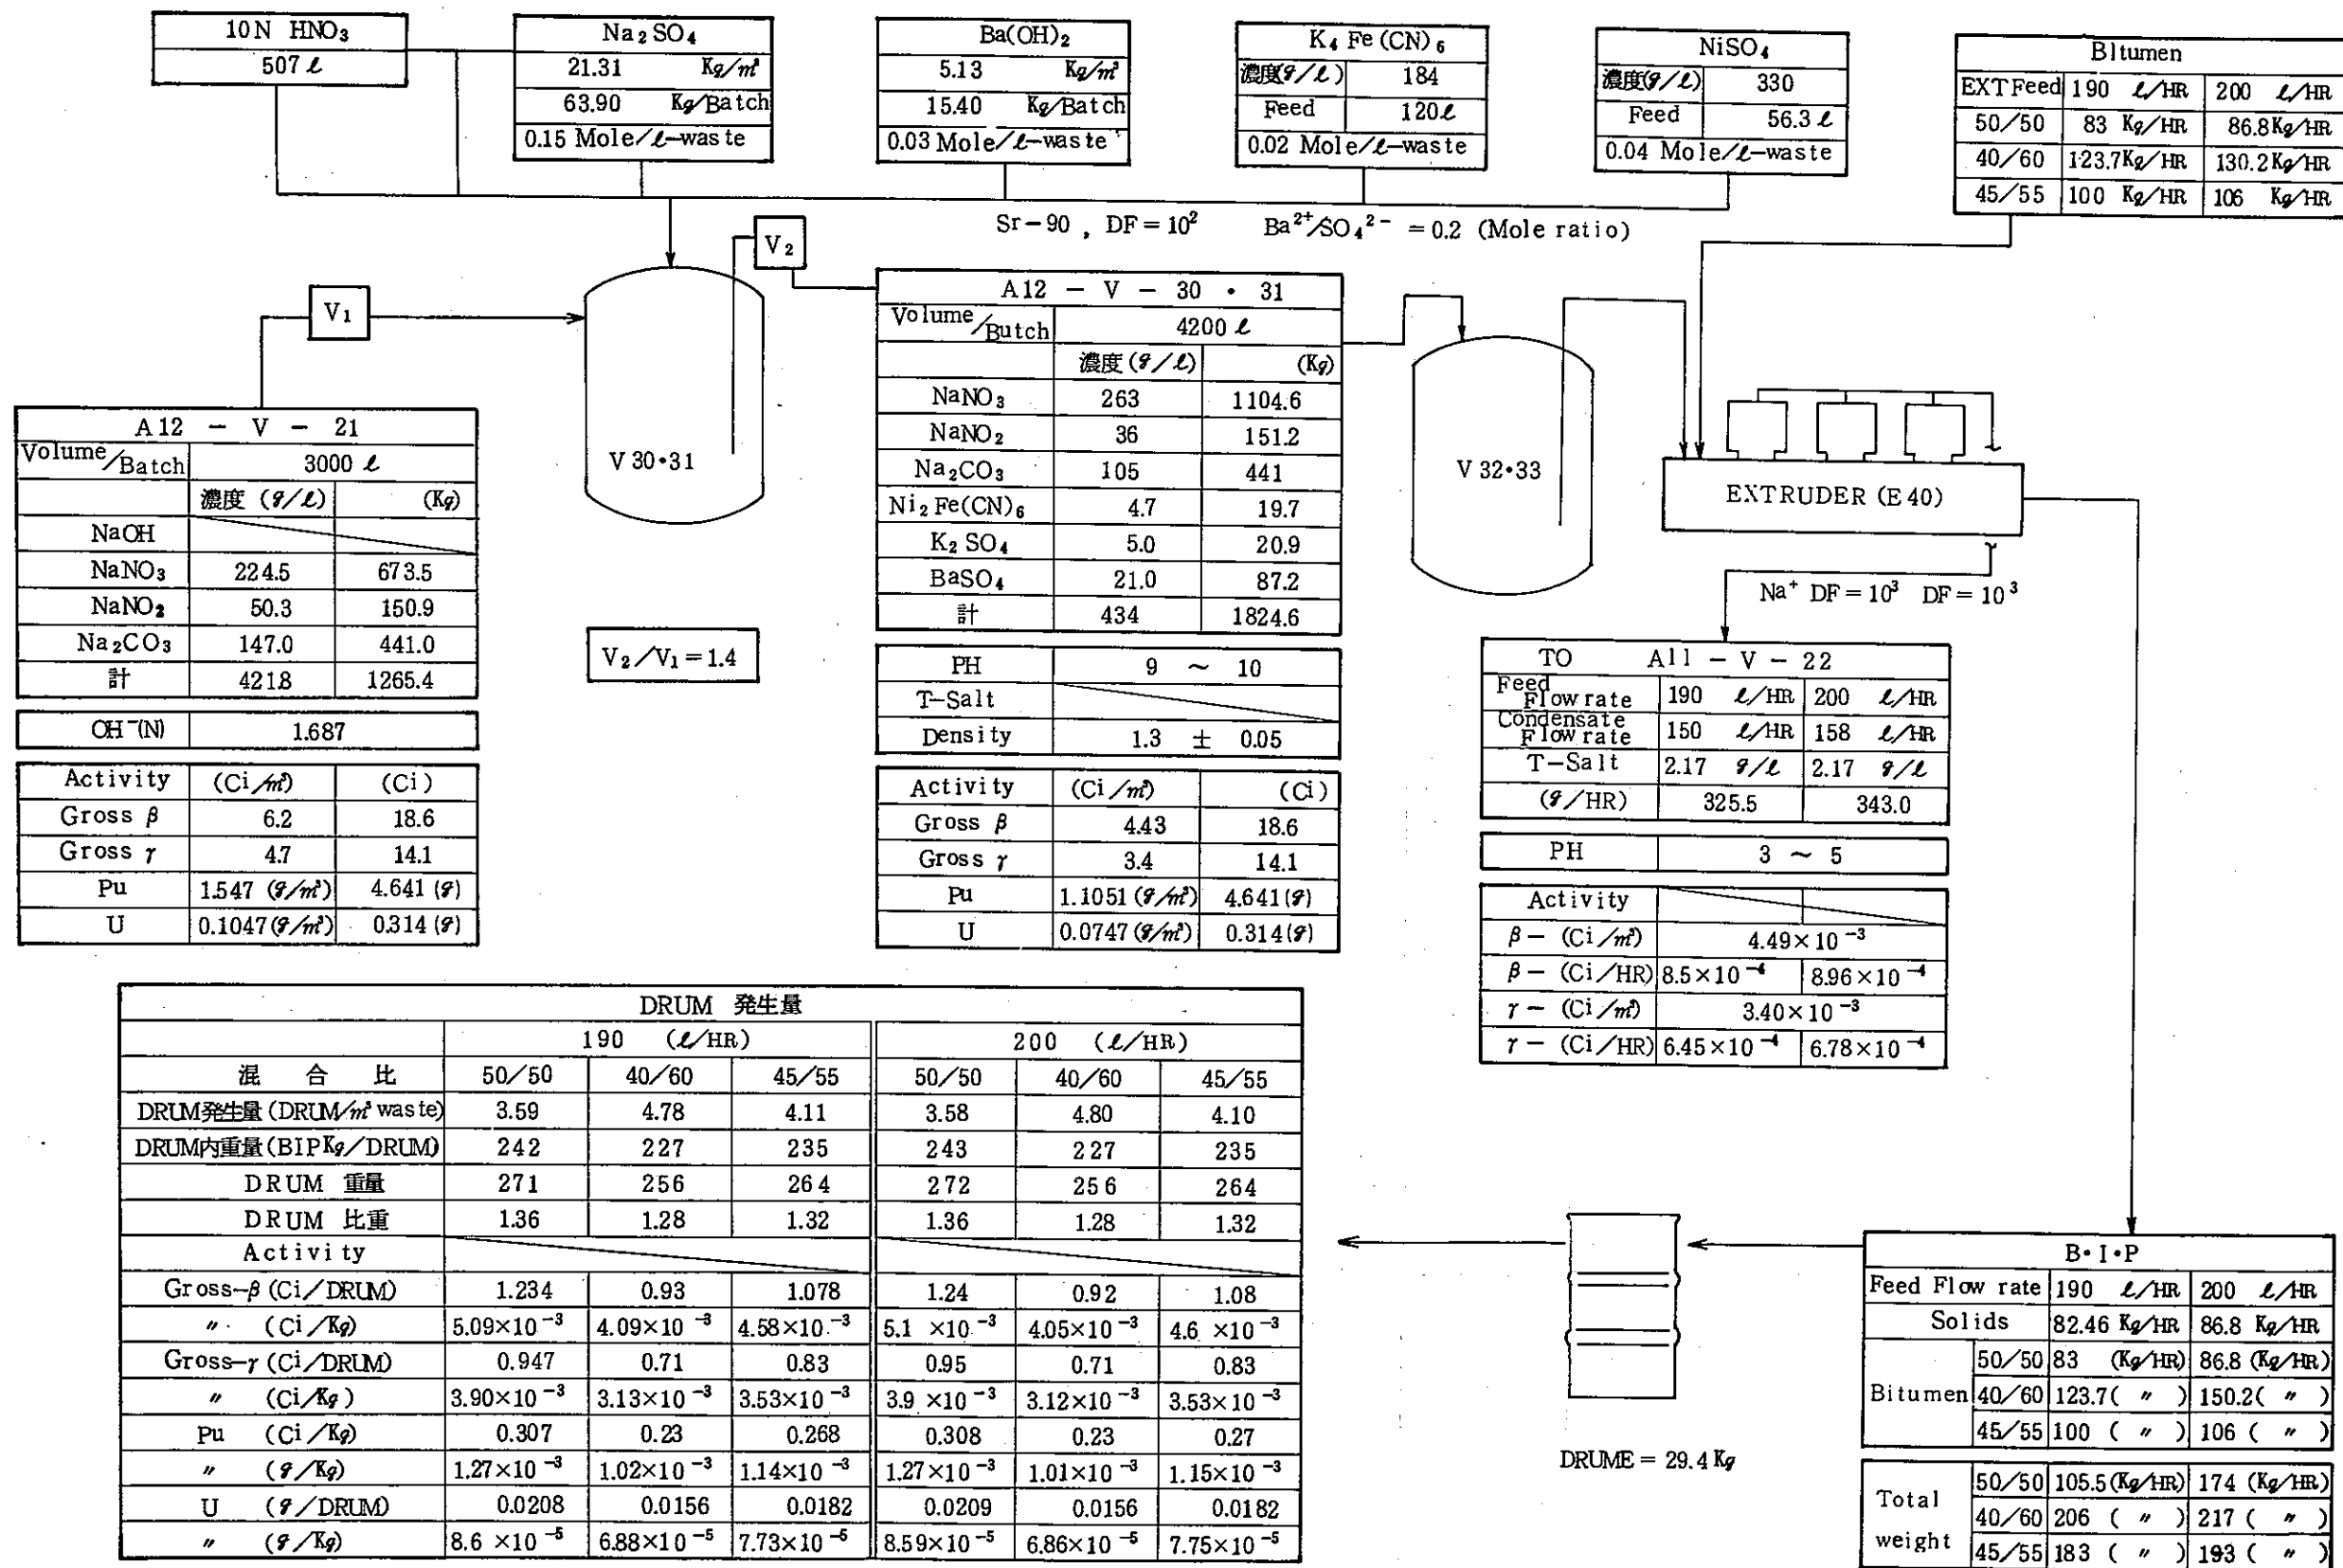 10N HNO₃
507 ℓ
Na₂SO₄
21.31 Kg/㎥
63.90 Kg/Batch
0.15 Mole/ℓ-waste
Ba(OH)₂
5.13 Kg/㎥
15.40 Kg/Batch
0.03 Mole/ℓ-waste
K₄Fe(CN)₆
濃度(g/ℓ) 184
Feed 120ℓ
0.02 Mole/ℓ-waste
NiSO₄
濃度(g/ℓ) 330
Feed 56.3 ℓ
0.04 Mole/ℓ-waste
Bitumen
EXT Feed 190 ℓ/HR 200 ℓ/HR
50/50 83 Kg/HR 86.8Kg/HR
40/60 123.7Kg/HR 130.2Kg/HR
45/55 100 Kg/HR 106 Kg/HR
Sr-90 , DF=10² Ba²⁺/SO₄²⁻ =0.2 (Mole ratio)
V₁
V₂
V30・31
V32・33
EXTRUDER (E40)
Na⁺ DF=10³ DF=10³
V₂/V₁=1.4
A12 - V - 21
Volume/Batch 3000 ℓ
濃度 (g/ℓ) (Kg)
NaOH
NaNO₃ 224.5 673.5
NaNO₂ 50.3 150.9
Na₂CO₃ 147.0 441.0
計 421.8 1265.4
OH⁻(N) 1.687
Activity (Ci/㎥) (Ci)
Gross β 6.2 18.6
Gross γ 4.7 14.1
Pu 1.547 (g/㎥) 4.641 (g)
U 0.1047(g/㎥) 0.314 (g)
A12 - V - 30 ・ 31
Volume/Butch 4200 ℓ
濃度(g/ℓ) (Kg)
NaNO₃ 263 1104.6
NaNO₂ 36 151.2
Na₂CO₃ 105 441
Ni₂Fe(CN)₆ 4.7 19.7
K₂SO₄ 5.0 20.9
BaSO₄ 21.0 87.2
計 434 1824.6
PH 9 ~ 10
T-Salt
Density 1.3 ± 0.05
Activity (Ci/㎥) (Ci)
Gross β 4.43 18.6
Gross γ 3.4 14.1
Pu 1.1051(g/㎥) 4.641(g)
U 0.0747(g/㎥) 0.314(g)
TO A11 - V - 22
Feed Flow rate 190 ℓ/HR 200 ℓ/HR
Condensate Flow rate 150 ℓ/HR 158 ℓ/HR
T-Salt 2.17 g/ℓ 2.17 g/ℓ
(g/HR) 325.5 343.0
PH 3 ~ 5
Activity
β- (Ci/㎥) 4.49×10⁻³
β- (Ci/HR) 8.5×10⁻⁴ 8.96×10⁻⁴
γ- (Ci/㎥) 3.40×10⁻³
γ- (Ci/HR) 6.45×10⁻⁴ 6.78×10⁻⁴
DRUM 発生量
190 (ℓ/HR) 200 (ℓ/HR)
混合比 50/50 40/60 45/55 50/50 40/60 45/55
DRUM発生量(DRUM/㎥ waste) 3.59 4.78 4.11 3.58 4.80 4.10
DRUM内重量(BIPKg/DRUM) 242 227 235 243 227 235
DRUM 重量 271 256 264 272 256 264
DRUM 比重 1.36 1.28 1.32 1.36 1.28 1.32
Activity
Gross-β(Ci/DRUM) 1.234 0.93 1.078 1.24 0.92 1.08
〃 (Ci/Kg) 5.09×10⁻³ 4.09×10⁻³ 4.58×10⁻³ 5.1 ×10⁻³ 4.05×10⁻³ 4.6 ×10⁻³
Gross-γ(Ci/DRUM) 0.947 0.71 0.83 0.95 0.71 0.83
〃 (Ci/Kg) 3.90×10⁻³ 3.13×10⁻³ 3.53×10⁻³ 3.9 ×10⁻³ 3.12×10⁻³ 3.53×10⁻³
Pu (Ci/Kg) 0.307 0.23 0.268 0.308 0.23 0.27
〃 (g/Kg) 1.27×10⁻³ 1.02×10⁻³ 1.14×10⁻³ 1.27×10⁻³ 1.01×10⁻³ 1.15×10⁻³
U (g/DRUM) 0.0208 0.0156 0.0182 0.0209 0.0156 0.0182
〃 (g/Kg) 8.6 ×10⁻⁵ 6.88×10⁻⁵ 7.73×10⁻⁵ 8.59×10⁻⁵ 6.86×10⁻⁵ 7.75×10⁻⁵
DRUME=29.4 Kg
B・I・P
Feed Flow rate 190 ℓ/HR 200 ℓ/HR
Solids 82.46 Kg/HR 86.8 Kg/HR
Bitumen 50/50 83 (Kg/HR) 86.8 (Kg/HR)
40/60 123.7( 〃 ) 150.2( 〃 )
45/55 100 ( 〃 ) 106 ( 〃 )
Total weight 50/50 105.5(Kg/HR) 174 (Kg/HR)
40/60 206 ( 〃 ) 217 ( 〃 )
45/55 183 ( 〃 ) 193 ( 〃 )